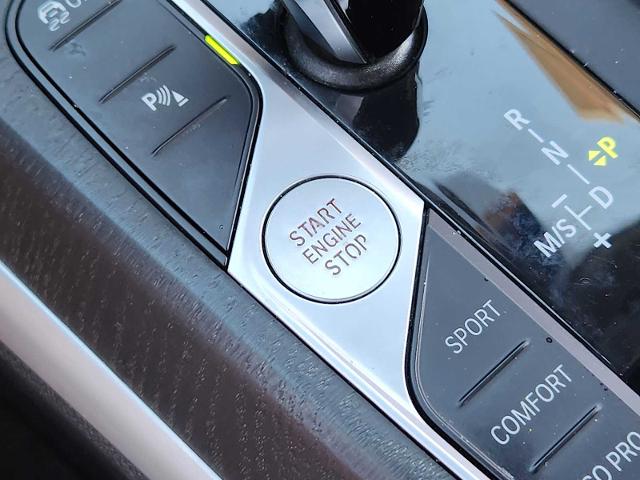 P
START
ENGINE
STOP
R
N
P
D
M/S
+
SPORT
COMFORT